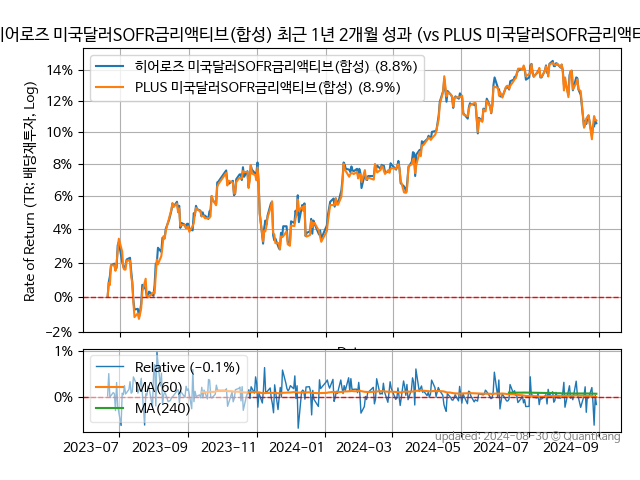 히어로즈 미국달러SOFR금리액티브(합성) 최근 1년 2개월 성과 (vs PLUS 미국달러SOFR금리액티
Rate of Return (TR: 배당재투자, Log)
14%
12%
10%
8%
6%
4%
2%
0%
−2%
히어로즈 미국달러SOFR금리액티브(합성) (8.8%)
PLUS 미국달러SOFR금리액티브(합성) (8.9%)
1%
0%
Relative (−0.1%)
MA(60)
MA(240)
2023−07 2023−09 2023−11 2024−01 2024−03 2024−05 2024−07 2024−09
updated: 2024−08−30 © QuantKang